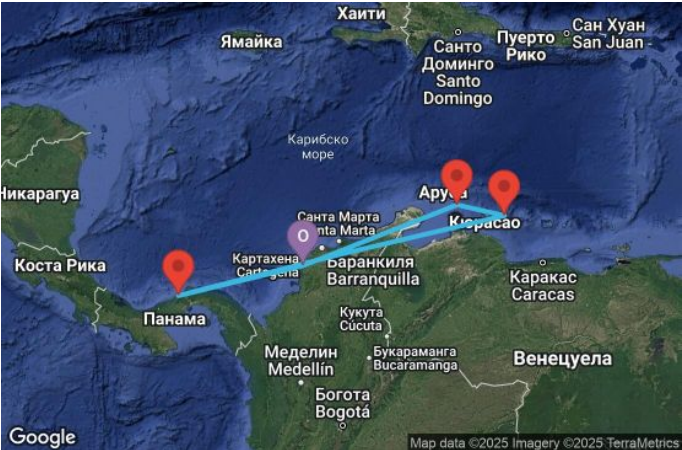 Хаити
Ямайка
Сан Хуан
San Juan
Пуерто
Рико
Санто
Доминго
Santo
Domingo
Карибско
море
Никарагуа
Аруба
Кюрасао
Санта Марта
Santa Marta
O
Картахена
Cartagena
Баранкиля
Barranquilla
Коста Рика
Каракас
Caracas
Панама
Кукута
Cúcuta
Меделин
Medellín
Букараманга
Bucaramanga
Венецуела
Богота
Bogotá
Google
Map data ©2025 Imagery ©2025 TerraMetrics